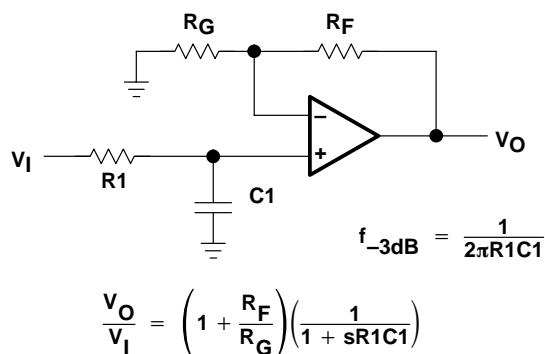 RG
RF
−
+
VI
VO
R1
C1
f−3dB = 1/2πR1C1
VO/VI = (1 + RF/RG)(1/1 + sR1C1)